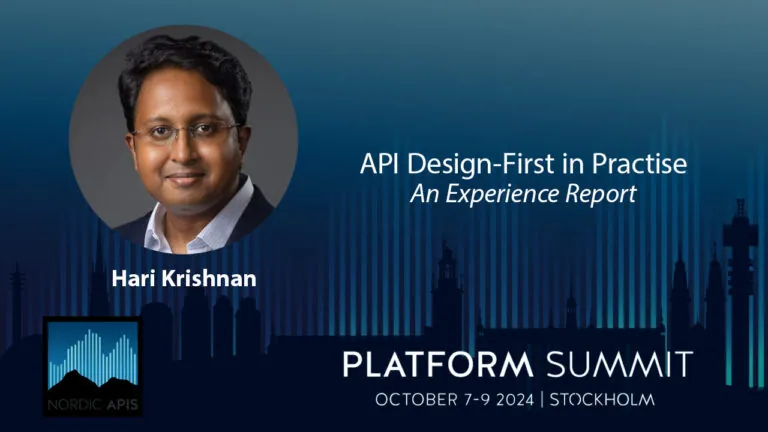 API Design-First in Practise
An Experience Report
Hari Krishnan
PLATFORM SUMMIT
OCTOBER 7-9 2024 | STOCKHOLM
NORDIC APIS